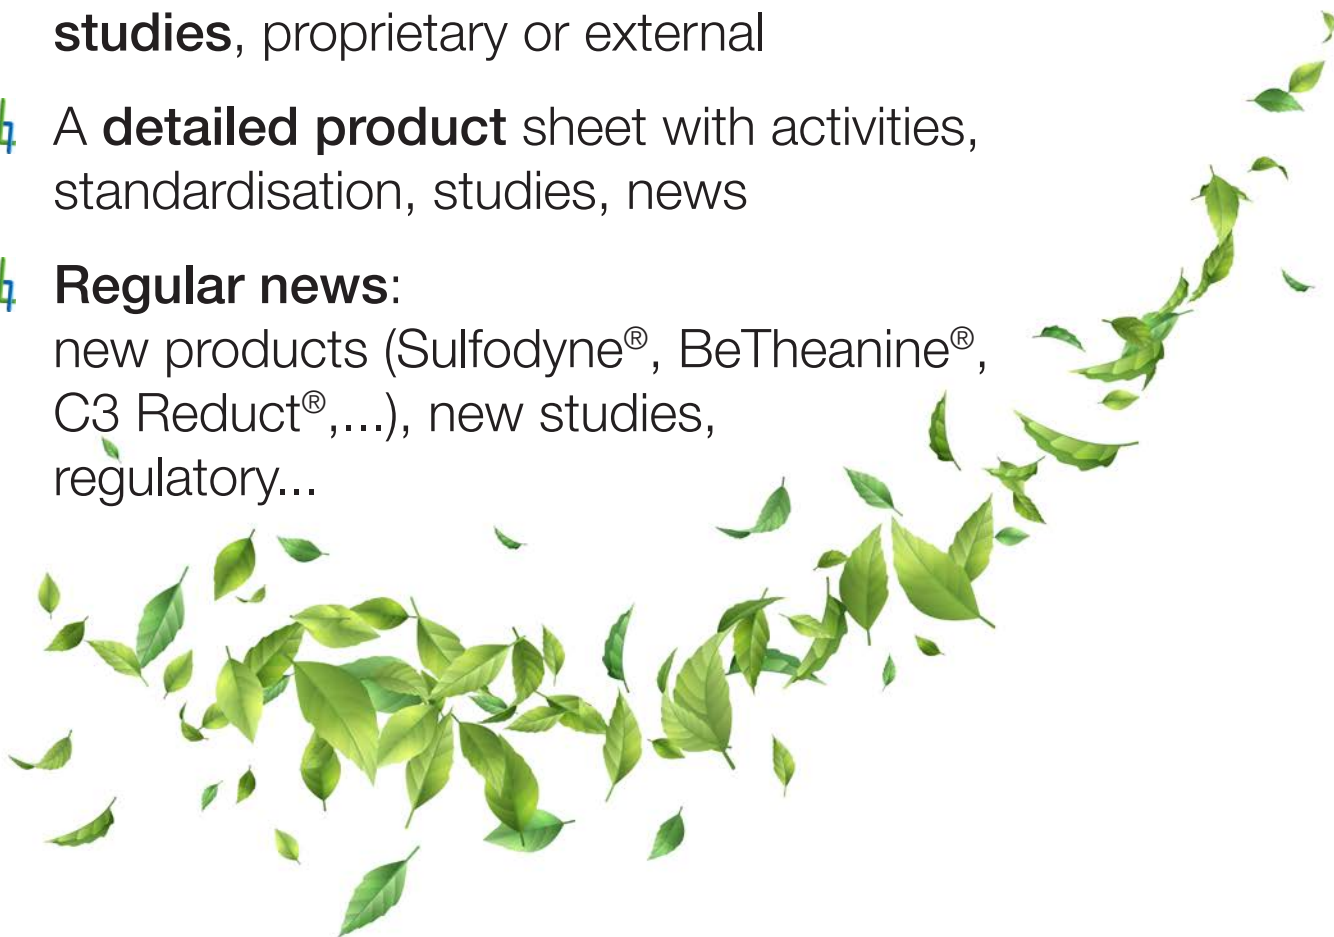 studies, proprietary or external
A detailed product sheet with activities,
standardisation, studies, news
Regular news:
new products (Sulfodyne®, BeTheanine®,
C3 Reduct®,...), new studies,
regulatory...